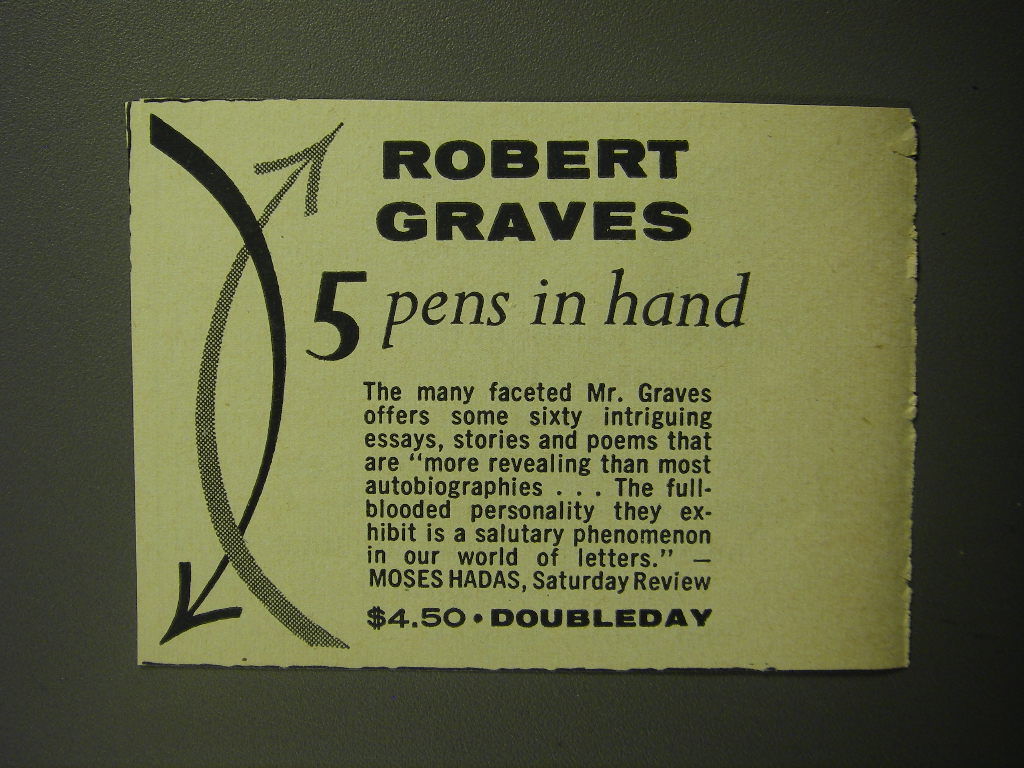 ROBERT
GRAVES
5 pens in hand
The many faceted Mr. Graves
offers some sixty intriguing
essays, stories and poems that
are "more revealing than most
autobiographies . . . The full-
blooded personality they ex-
hibit is a salutary phenomenon
in our world of letters." —
MOSES HADAS, Saturday Review
$4.50 • DOUBLEDAY